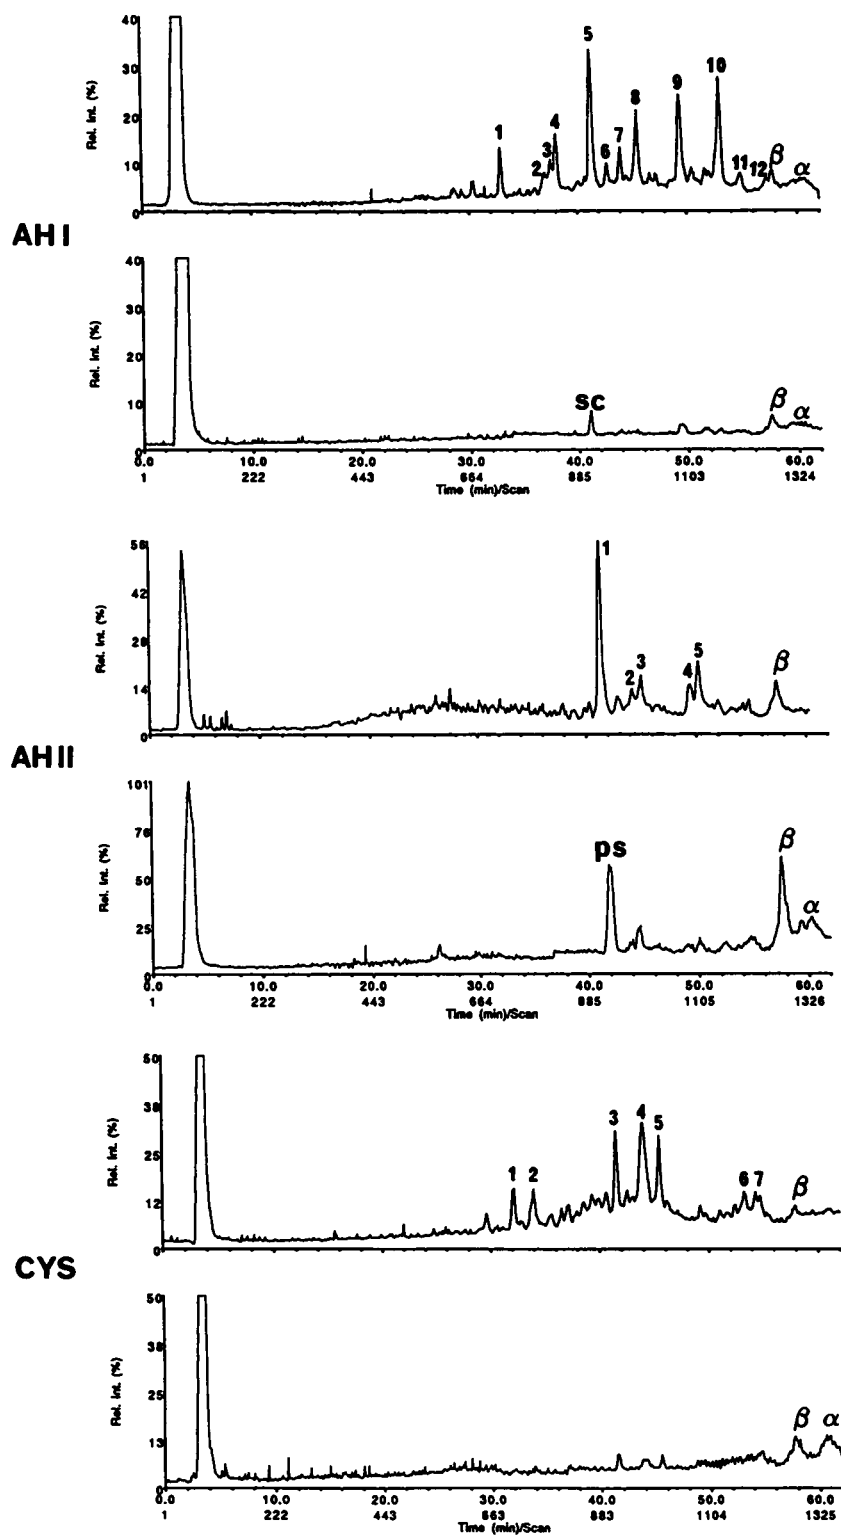 40
30
20
10
0
Rel. Int. (%)
1
2
3
4
5
6
7
8
9
10
11
12
β
α
AH I
40
30
20
10
0
Rel. Int. (%)
sc
β
α
0.0 10.0 20.0 30.0 40.0 50.0 60.0
1 222 443 664 885 1103 1324
Time (min)/Scan
56
42
28
14
0
Rel. Int. (%)
1
2
3
4
5
β
AH II
101
76
50
25
0
Rel. Int. (%)
ps
β
α
0.0 10.0 20.0 30.0 40.0 50.0 60.0
1 222 443 664 885 1105 1326
Time (min)/Scan
50
38
25
12
0
Rel. Int. (%)
1
2
3
4
5
6
7
β
CYS
50
38
25
13
0
Rel. Int. (%)
β
α
0.0 10.0 20.0 30.0 40.0 50.0 60.0
1 222 443 663 883 1104 1325
Time (min)/Scan